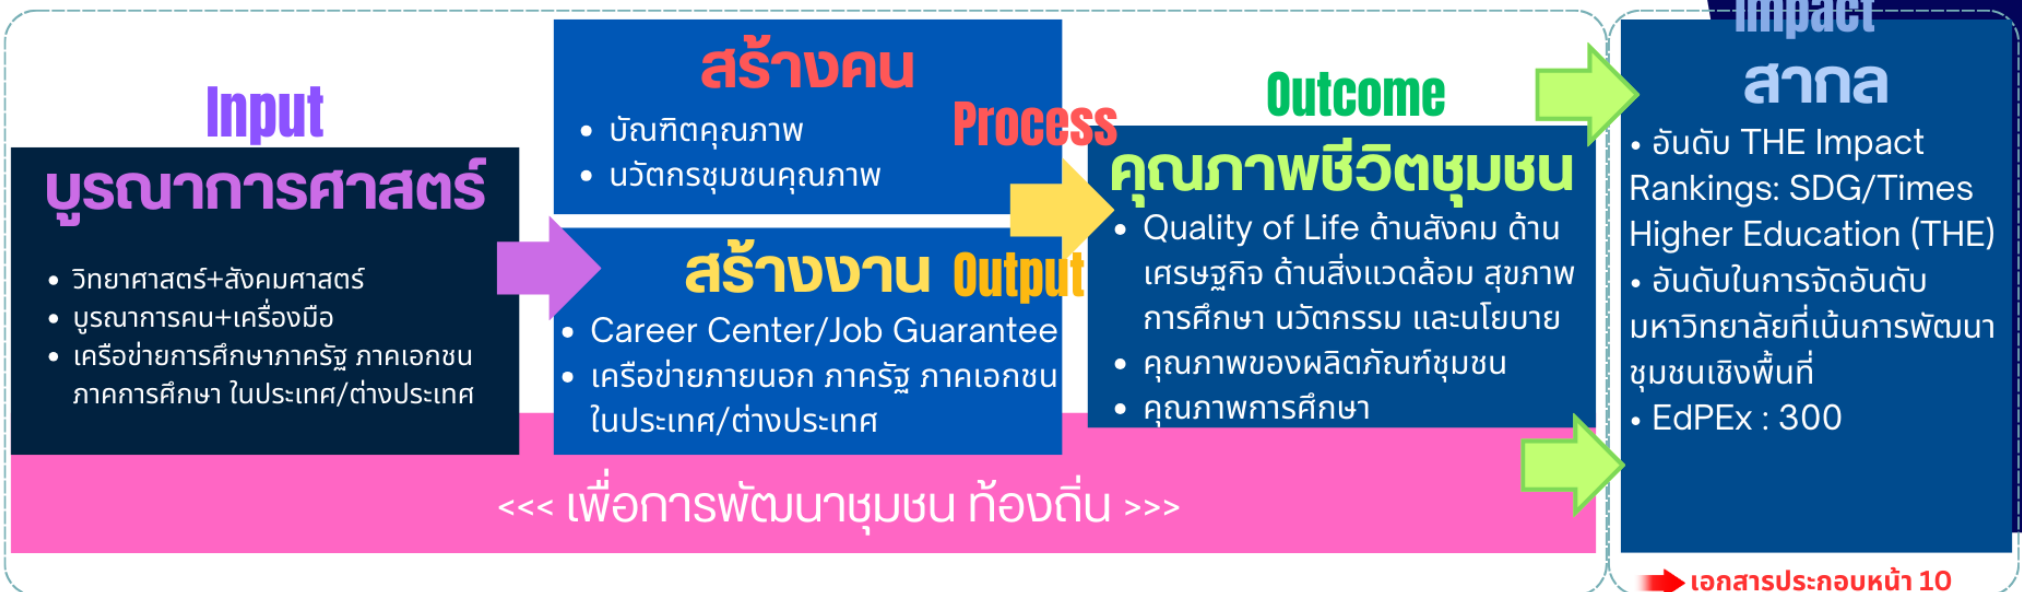 Input
บูรณาการศาสตร์
• วิทยาศาสตร์+สังคมศาสตร์
• บูรณาการคน+เครื่องมือ
• เครือข่ายการศึกษาภาครัฐ ภาคเอกชน
ภาคการศึกษา ในประเทศ/ต่างประเทศ
สร้างคน
• บัณฑิตคุณภาพ
• นวัตกรชุมชนคุณภาพ
Process
สร้างงาน
Output
• Career Center/Job Guarantee
• เครือข่ายภายนอก ภาครัฐ ภาคเอกชน
ในประเทศ/ต่างประเทศ
Outcome
คุณภาพชีวิตชุมชน
• Quality of Life ด้านสังคม ด้าน
เศรษฐกิจ ด้านสิ่งแวดล้อม สุขภาพ
การศึกษา นวัตกรรม และนโยบาย
• คุณภาพของผลิตภัณฑ์ชุมชน
• คุณภาพการศึกษา
<<< เพื่อการพัฒนาชุมชน ท้องถิ่น >>>
Impact
สากล
• อันดับ THE Impact
Rankings: SDG/Times
Higher Education (THE)
• อันดับในการจัดอันดับ
มหาวิทยาลัยที่เน้นการพัฒนา
ชุมชนเชิงพื้นที่
• EdPEx : 300
เอกสารประกอบหน้า 10